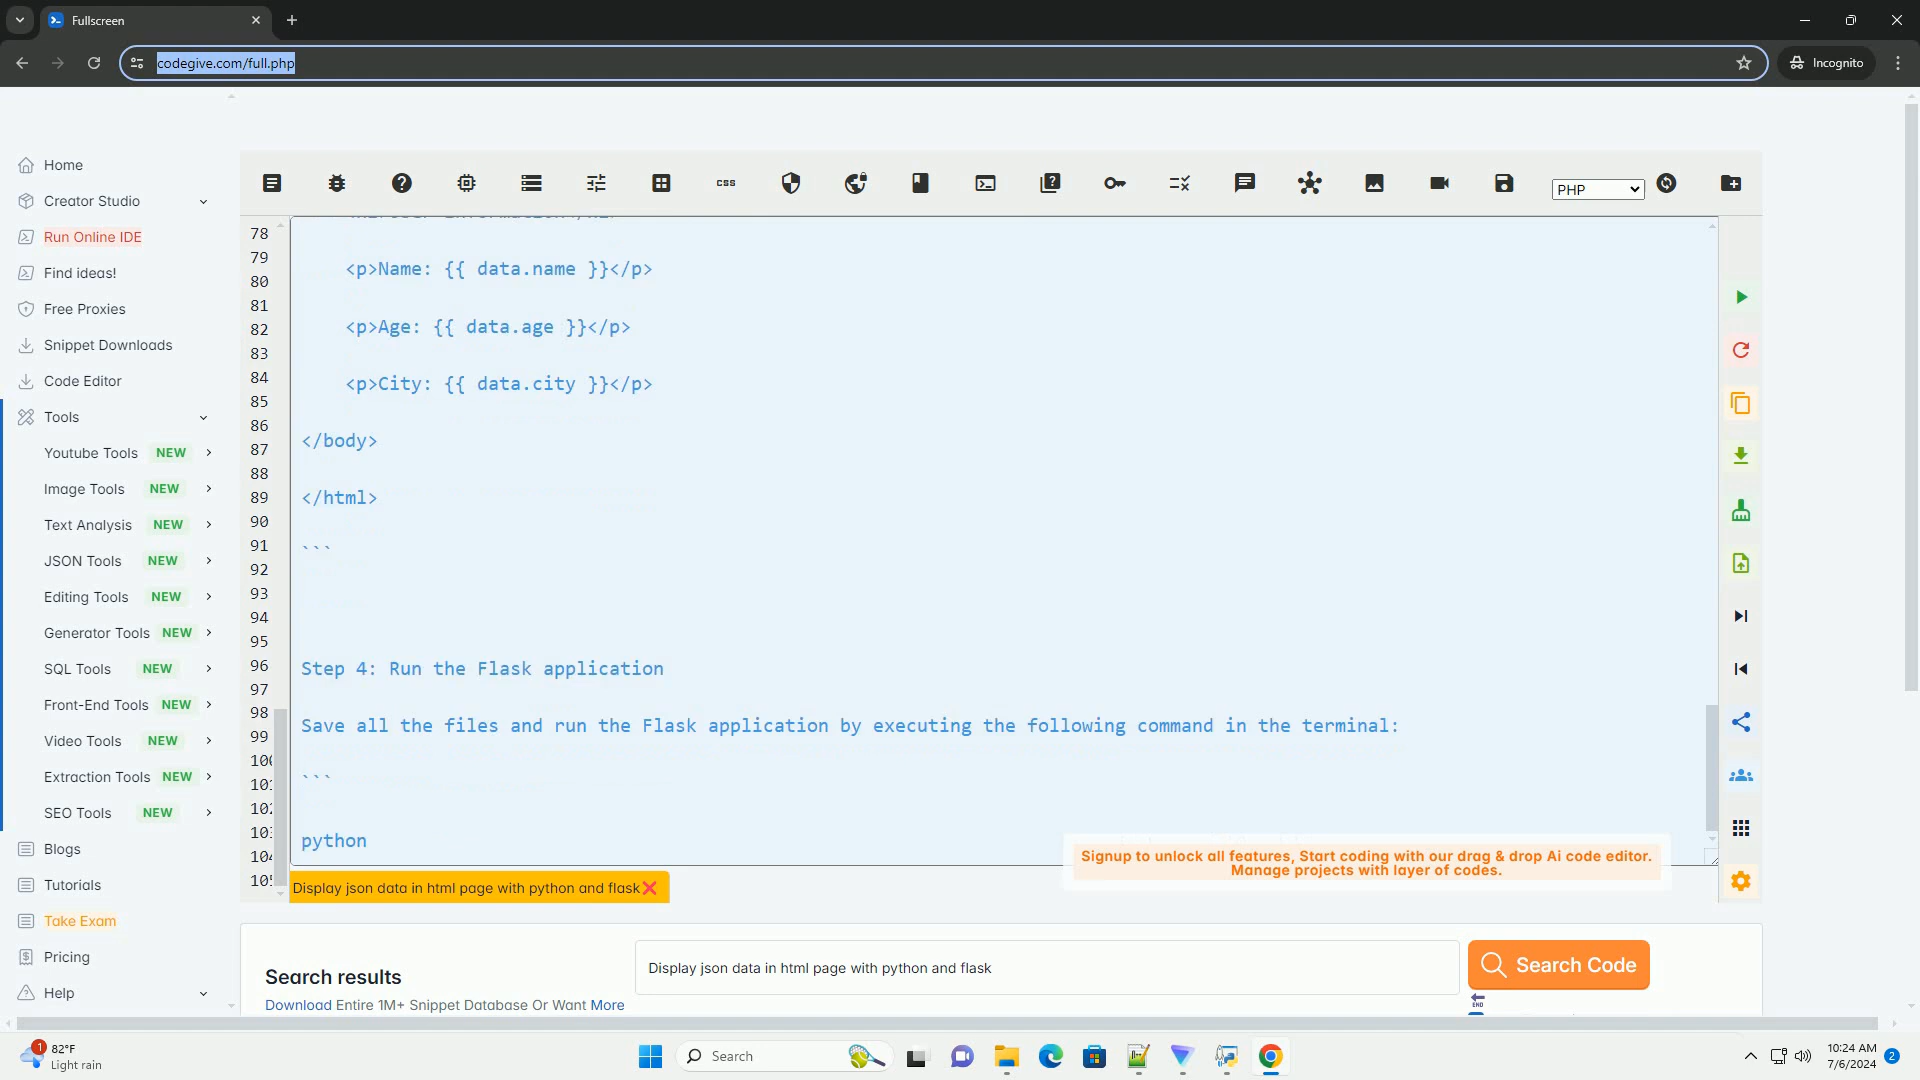 Fullscreen
codegive.com/full.php
Incognito
Home
Creator Studio
Run Online IDE
Find ideas!
Free Proxies
Snippet Downloads
Code Editor
Tools
Youtube Tools NEW
Image Tools NEW
Text Analysis NEW
JSON Tools NEW
Editing Tools NEW
Generator Tools NEW
SQL Tools NEW
Front-End Tools NEW
Video Tools NEW
Extraction Tools NEW
SEO Tools NEW
Blogs
Tutorials
Take Exam
Pricing
Help
css
PHP
78
79
80
81
82
83
84
85
86
87
88
89
90
91
92
93
94
95
96
97
98
99
<p>Name: {{ data.name }}</p>
<p>Age: {{ data.age }}</p>
<p>City: {{ data.city }}</p>
</body>
</html>
```
Step 4: Run the Flask application
Save all the files and run the Flask application by executing the following command in the terminal:
```
python
Signup to unlock all features, Start coding with our drag & drop Ai code editor.
Manage projects with layer of codes.
Display json data in html page with python and flask
Search results
Display json data in html page with python and flask
Search Code
Download Entire 1M+ Snippet Database Or Want More
END
1
82°F
Light rain
Search
10:24 AM
7/6/2024
2